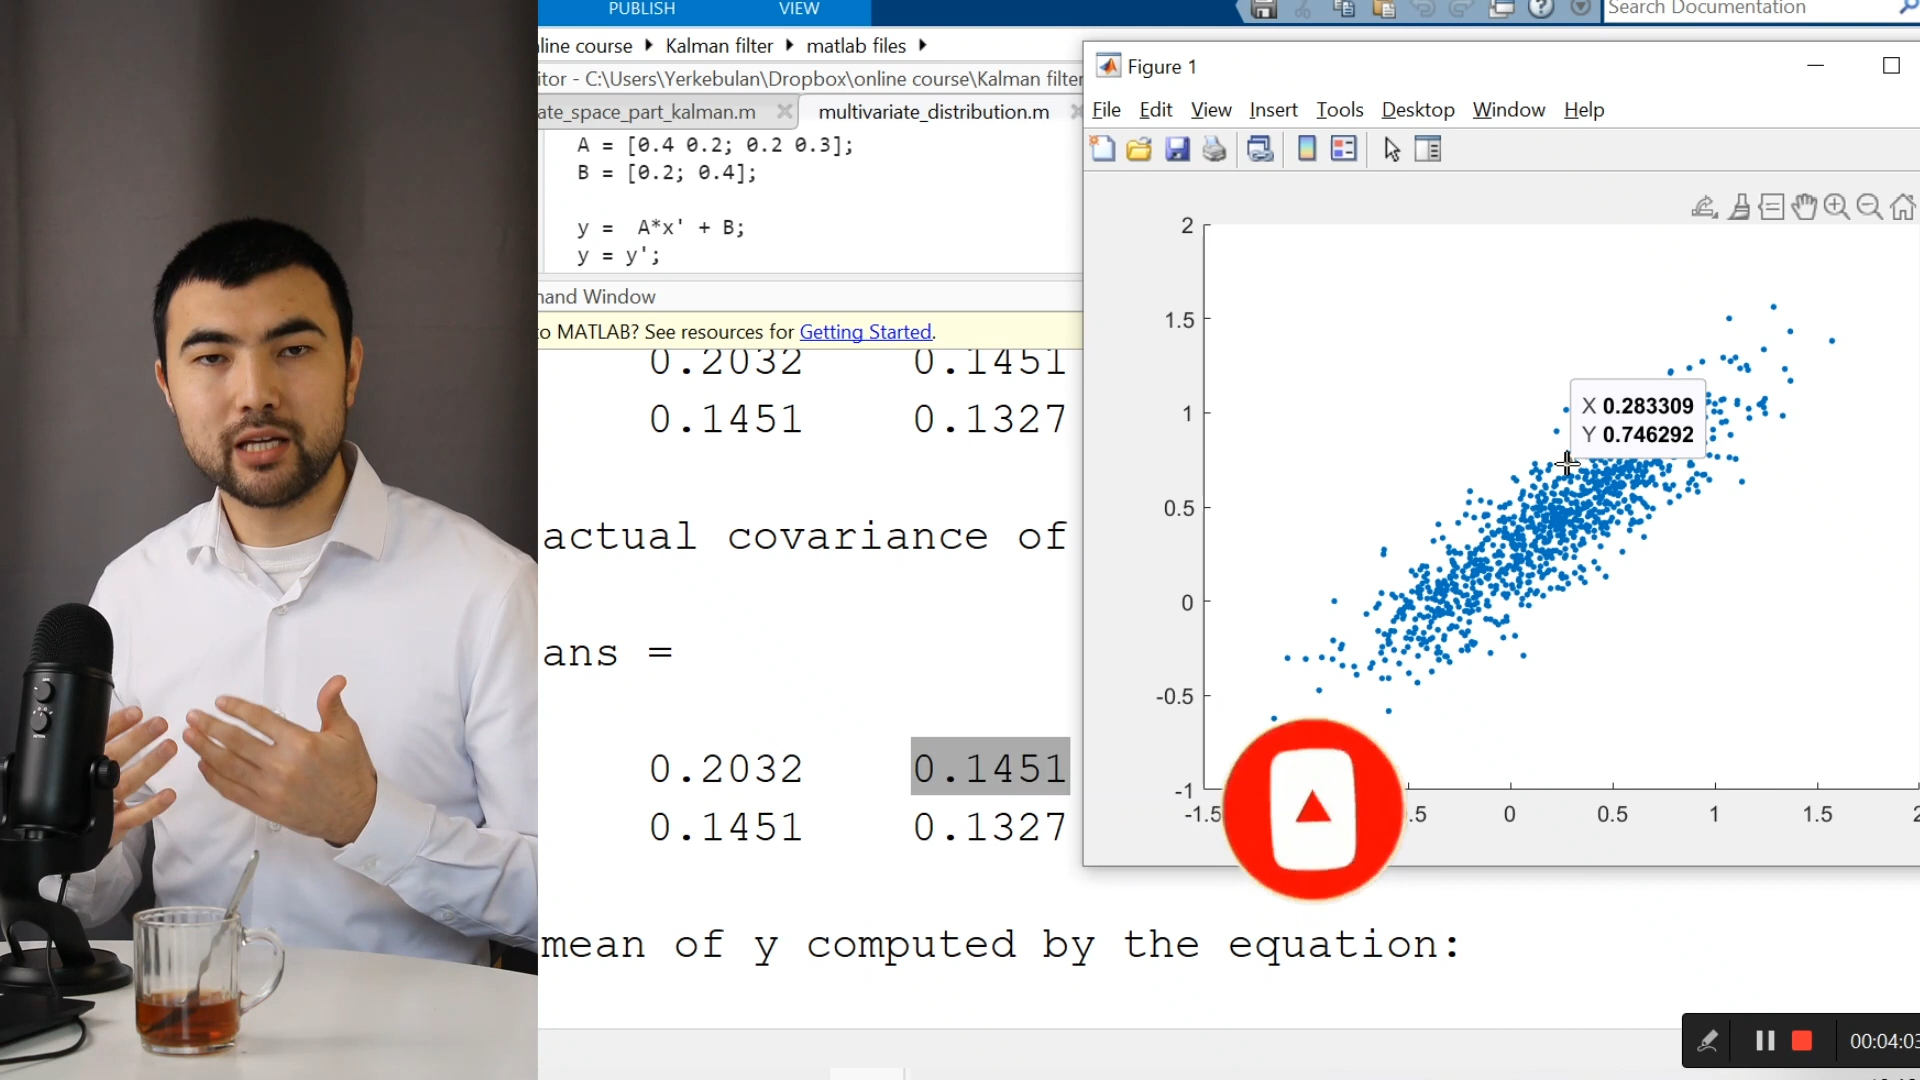 PUBLISH VIEW
Search Documentation
line course Kalman filter matlab files
itor - C:\Users\Yerkebulan\Dropbox\online course\Kalman filter
ate_space_part_kalman.m multivariate_distribution.m
A = [0.4 0.2; 0.2 0.3];
B = [0.2; 0.4];
y = A*x' + B;
y = y';
mand Window
to MATLAB? See resources for Getting Started.
0.2032 0.1451
0.1451 0.1327
actual covariance of
ans =
0.2032 0.1451
0.1451 0.1327
mean of y computed by the equation:
Figure 1
File Edit View Insert Tools Desktop Window Help
2
1.5
1
0.5
0
-0.5
-1
X 0.283309
Y 0.746292
-1.5 .5 0 0.5 1 1.5 2
00:04:03